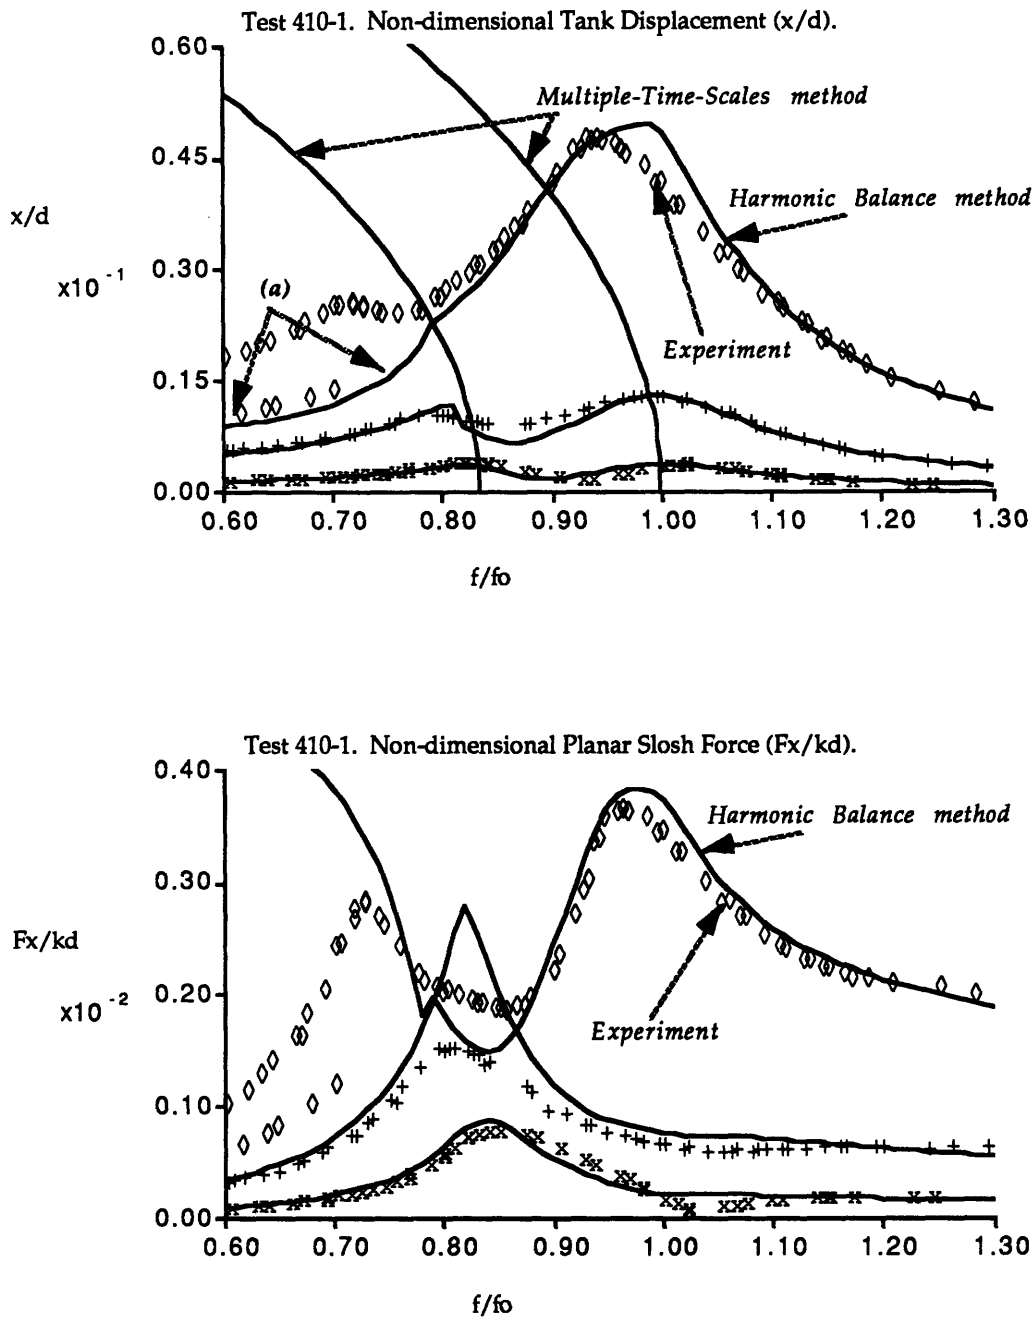 Test 410-1. Non-dimensional Tank Displacement (x/d).
0.60
Multiple-Time-Scales method
0.45
Harmonic Balance method
x/d
0.30
x10 -1
(a)
Experiment
0.15
0.00
0.60 0.70 0.80 0.90 1.00 1.10 1.20 1.30
f/fo
Test 410-1. Non-dimensional Planar Slosh Force (Fx/kd).
0.40
Harmonic Balance method
0.30
Fx/kd
0.20
x10 -2
Experiment
0.10
0.00
0.60 0.70 0.80 0.90 1.00 1.10 1.20 1.30
f/fo